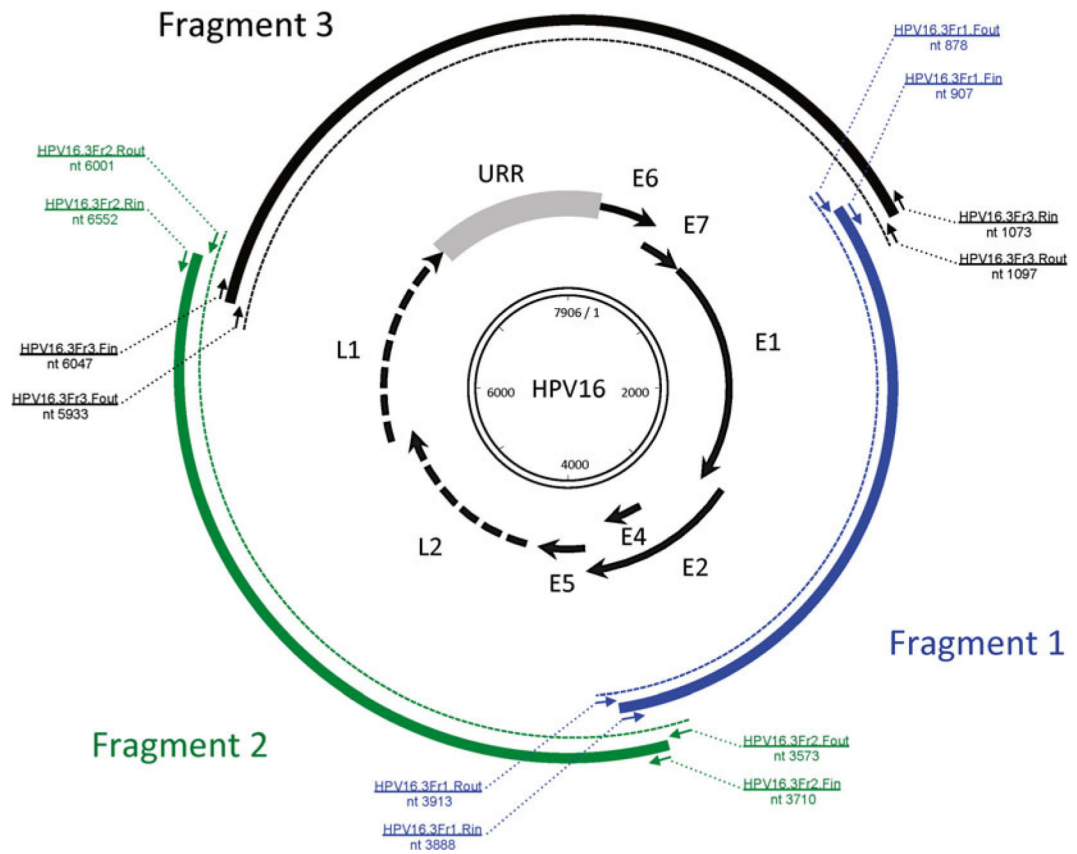 Fragment 3
HPV16.3Fr1.Fout
nt 878
HPV16.3Fr1.Fin
nt 907
HPV16.3Fr2.Rout
nt 6001
HPV16.3Fr2.Rin
nt 6552
URR
E6
E7
HPV16.3Fr3.Rin
nt 1073
HPV16.3Fr3.Rout
nt 1097
7906 / 1
L1
E1
HPV16.3Fr3.Fin
nt 6047
HPV16.3Fr3.Fout
nt 5933
6000
HPV16
2000
4000
L2
E4
E5
E2
Fragment 1
Fragment 2
HPV16.3Fr2.Fout
nt 3573
HPV16.3Fr2.Fin
nt 3710
HPV16.3Fr1.Rout
nt 3913
HPV16.3Fr1.Rin
nt 3888